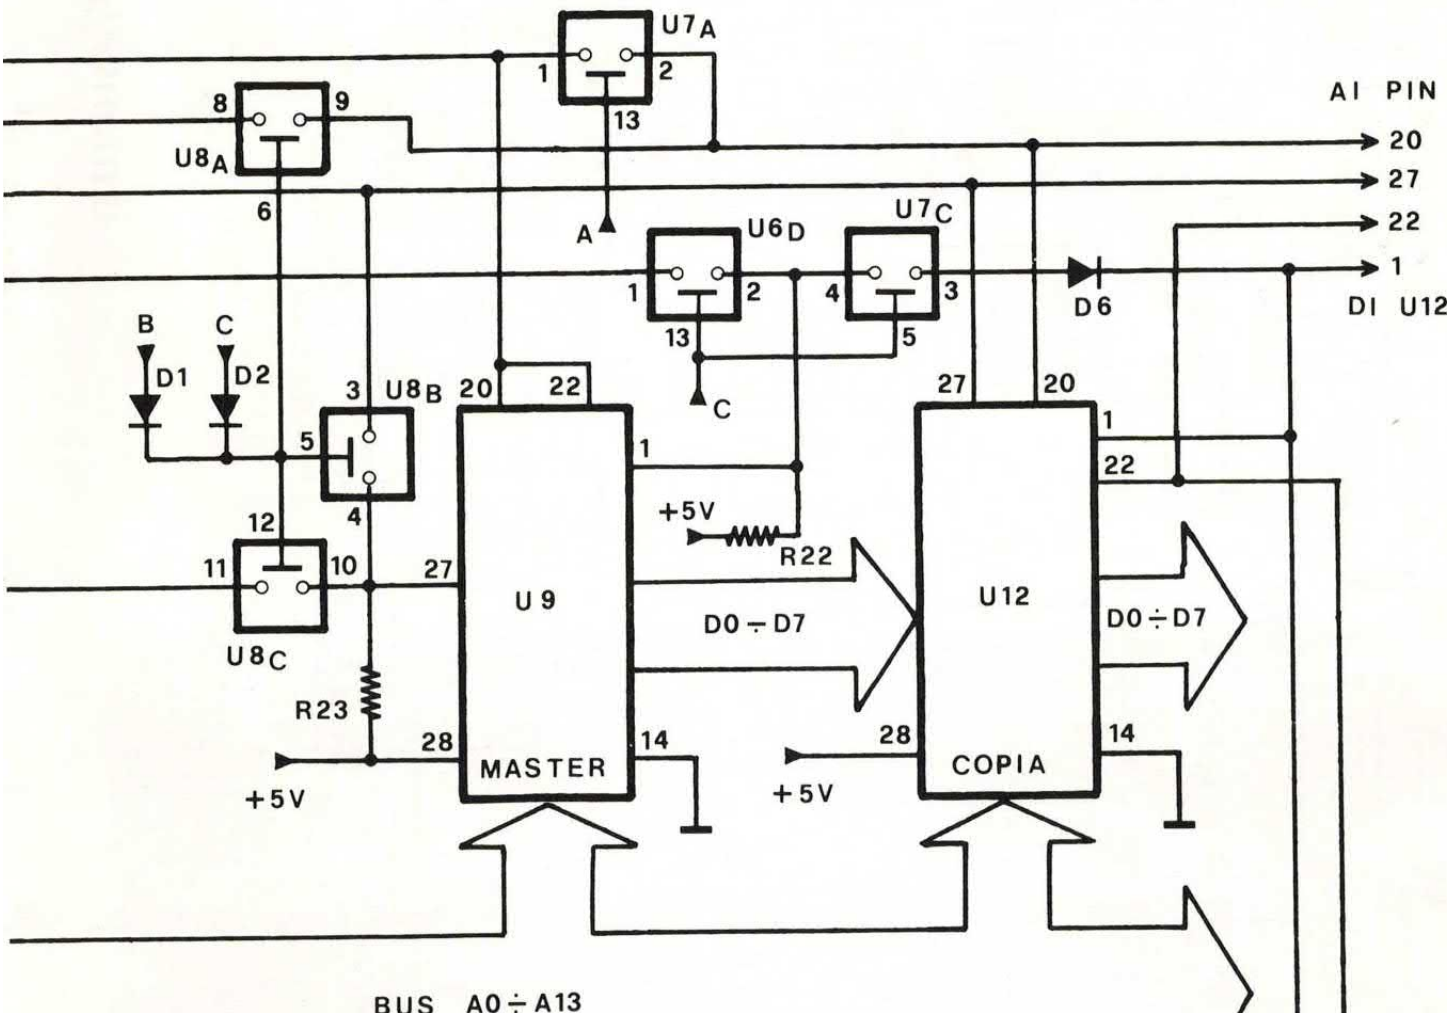 U7A
1
2
13
AI PIN
8
9
20
U8A
27
6
A
U6D
U7C
22
1
1
2
4
3
D6
DI U12
B
C
13
5
D1
D2
3
U8B
20
22
C
27
20
5
1
1
4
22
12
+5V
R22
11
10
27
U9
U12
D0÷D7
D0÷D7
U8C
R23
28
14
28
14
MASTER
COPIA
+5V
+5V
BUS A0÷A13